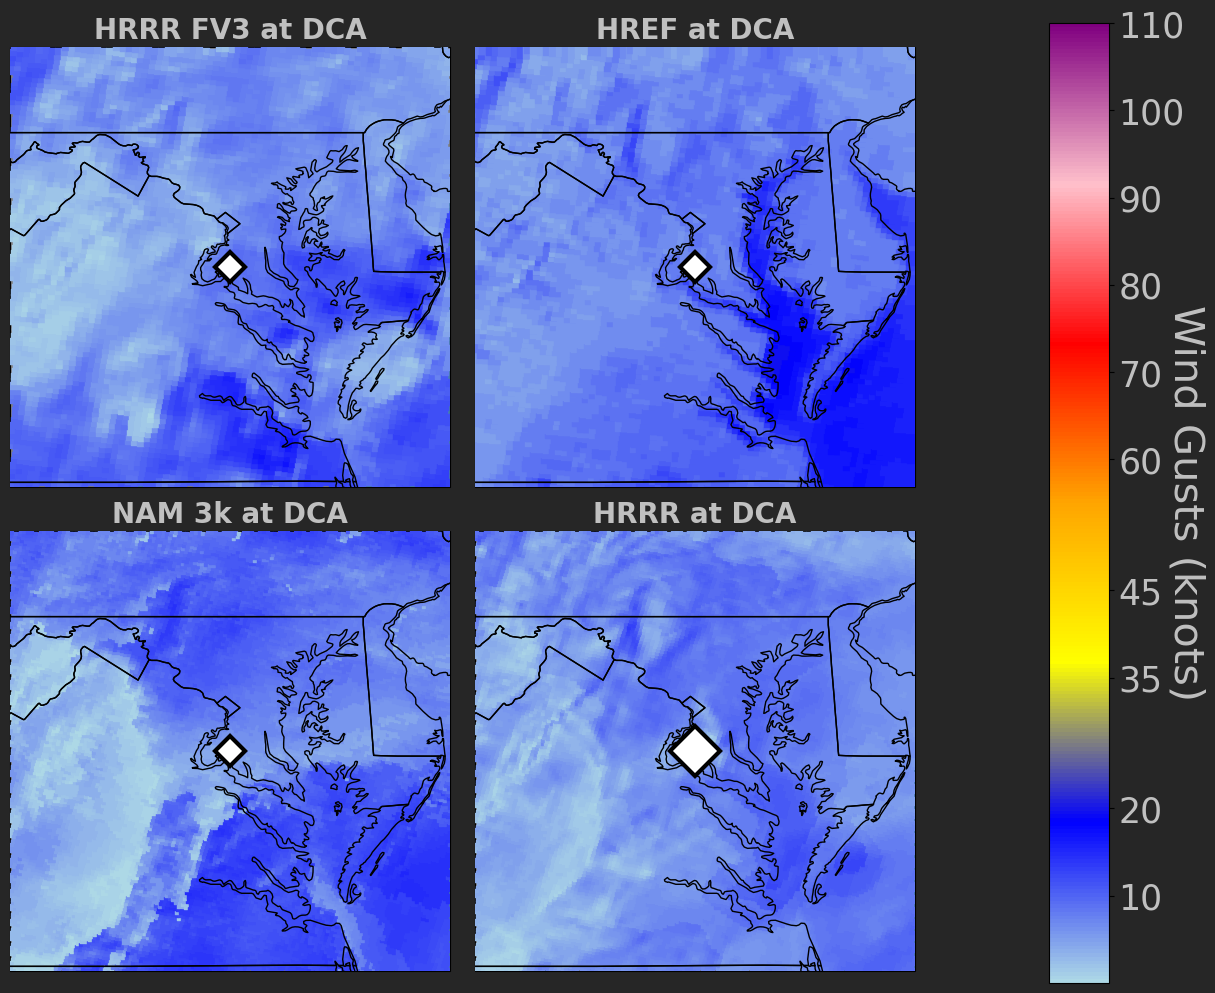 HRRR FV3 at DCA
HREF at DCA
NAM 3k at DCA
HRRR at DCA
110
100
90
80
70
60
45
35
20
10
Wind Gusts (knots)